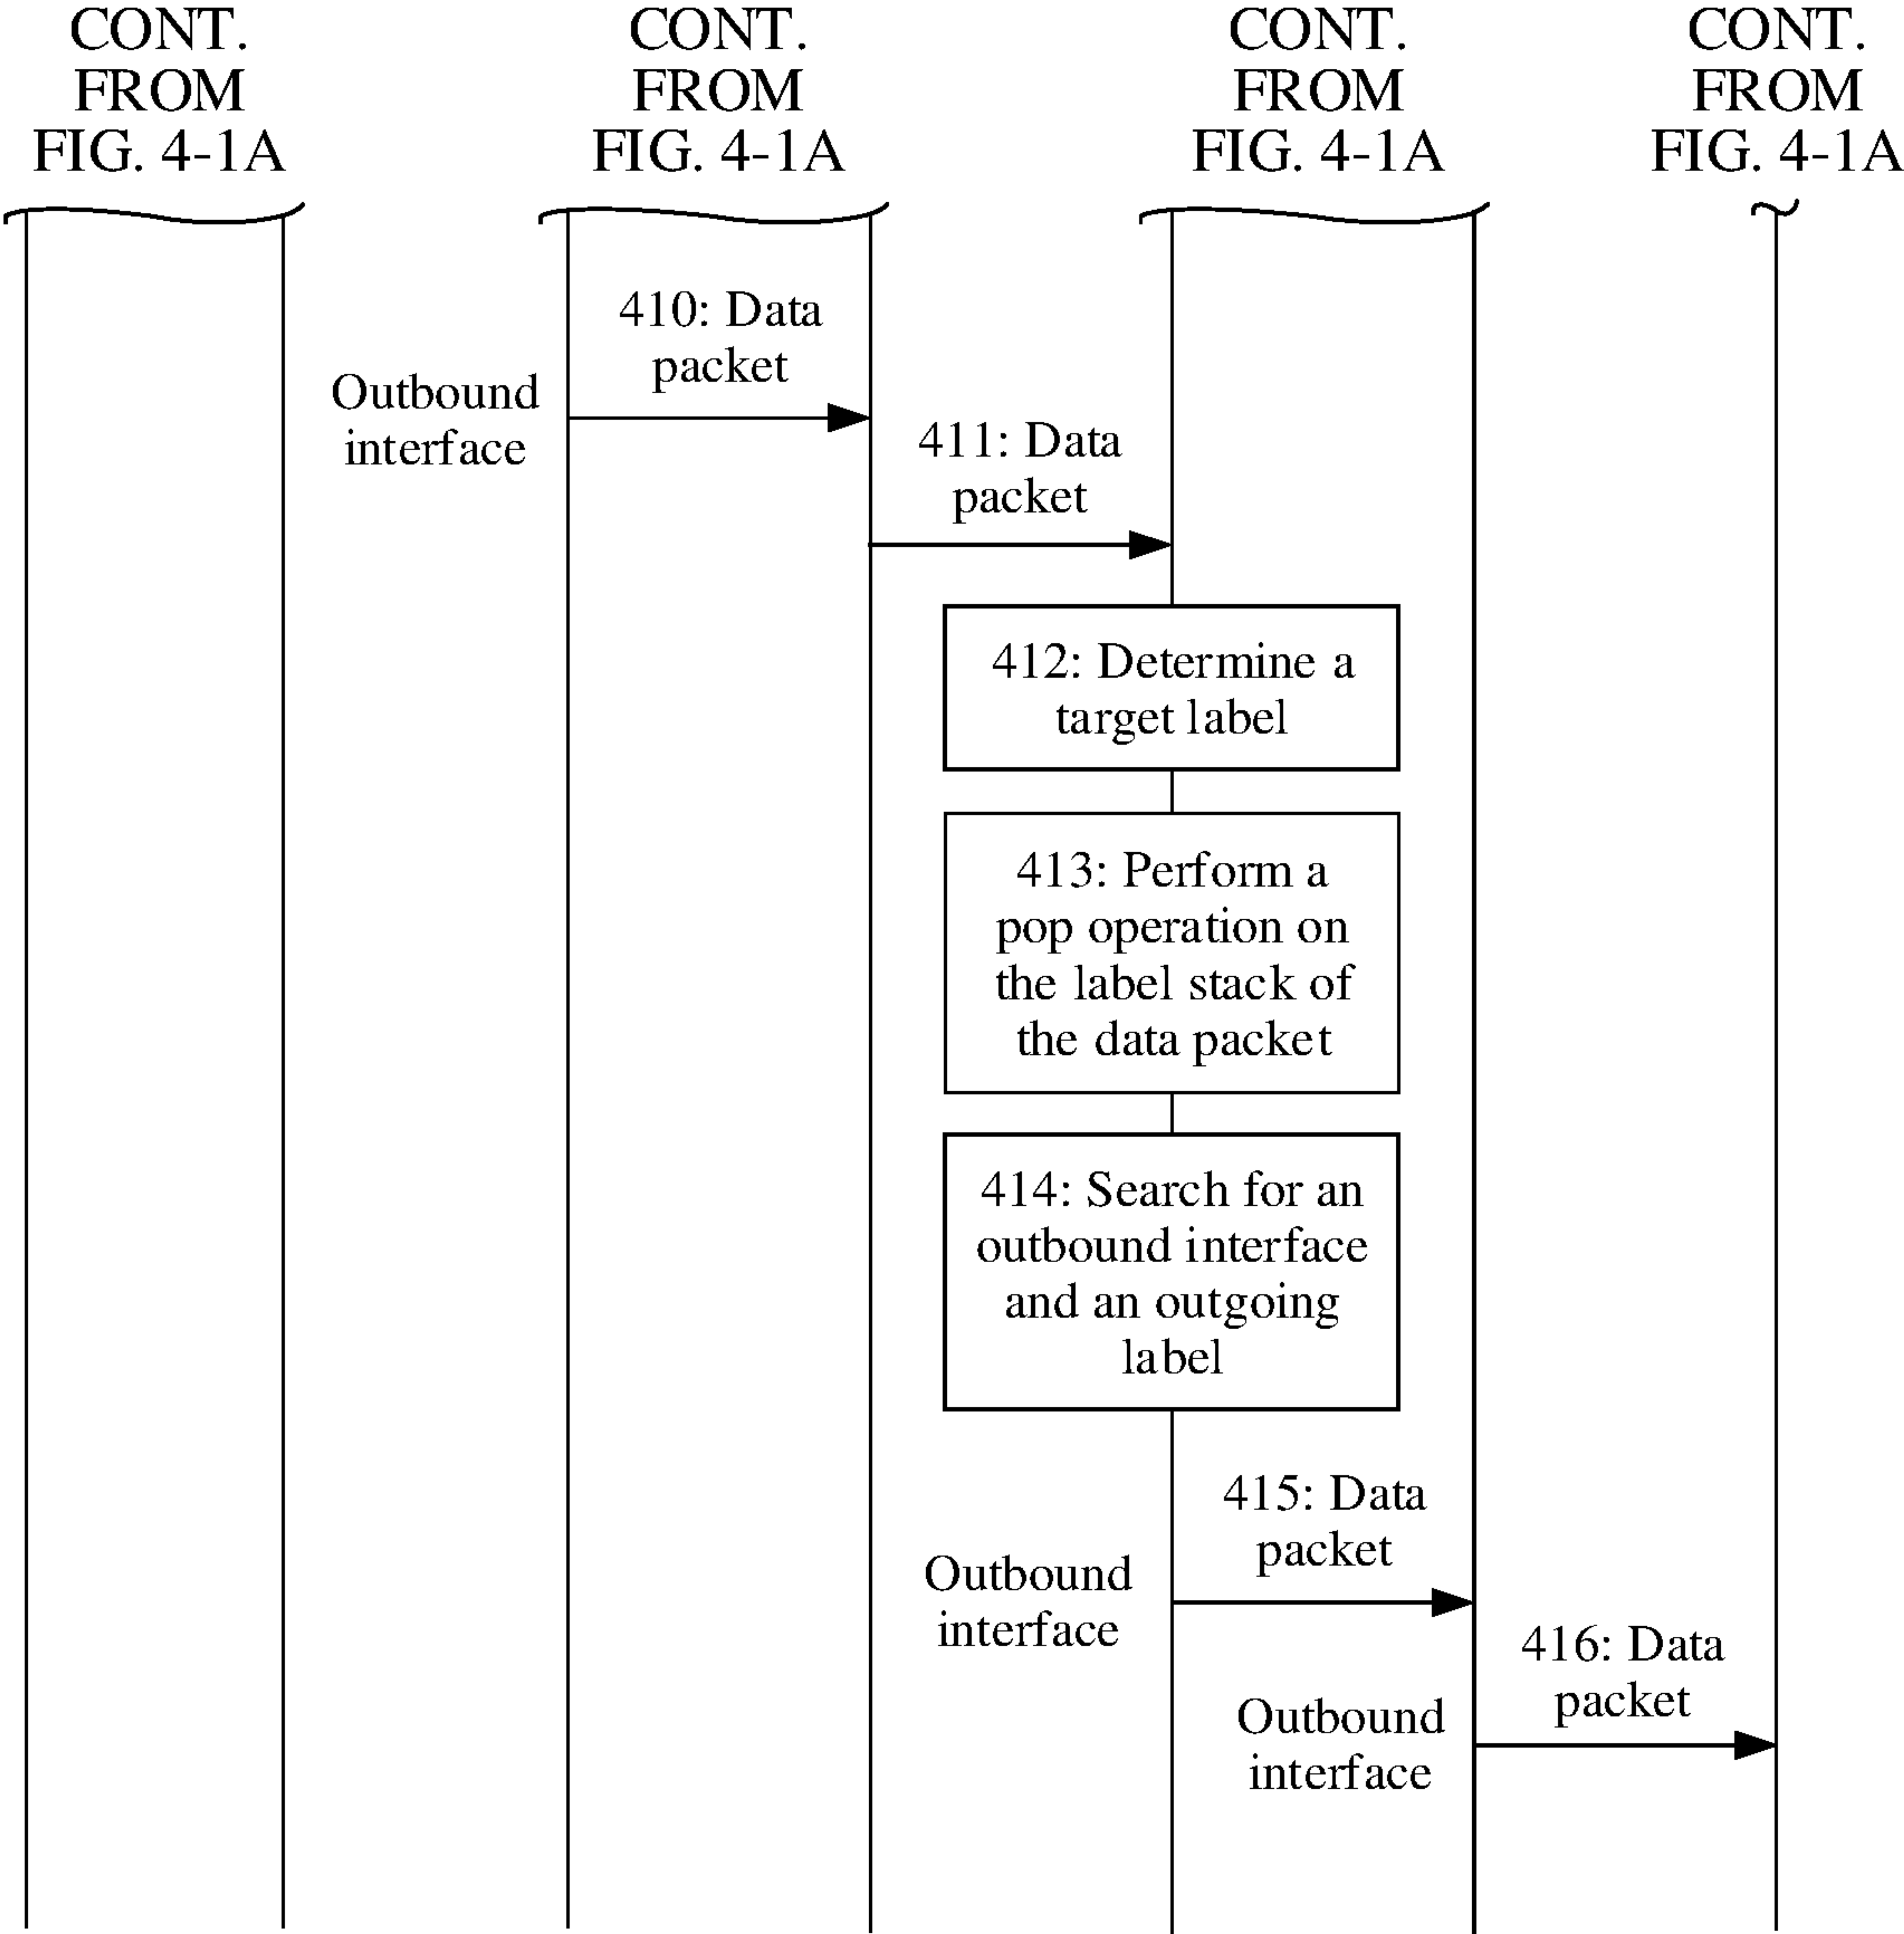 CONT.
FROM
FIG. 4-1A
CONT.
FROM
FIG. 4-1A
CONT.
FROM
FIG. 4-1A
CONT.
FROM
FIG. 4-1A
410: Data
packet
Outbound
interface
411: Data
packet
412: Determine a
target label
413: Perform a
pop operation on
the label stack of
the data packet
414: Search for an
outbound interface
and an outgoing
label
415: Data
packet
Outbound
interface
416: Data
packet
Outbound
interface